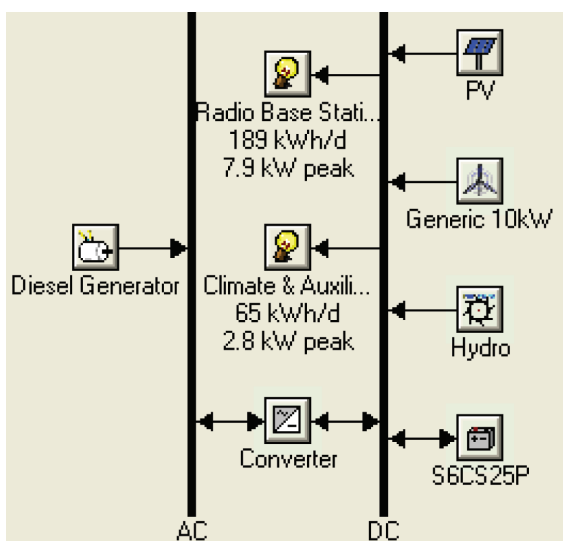 PV
Radio Base Stati...
189 kWh/d
7.9 kW peak
Generic 10kW
Diesel Generator
Climate & Auxili...
65 kWh/d
2.8 kW peak
Hydro
Converter
S6CS25P
AC
DC